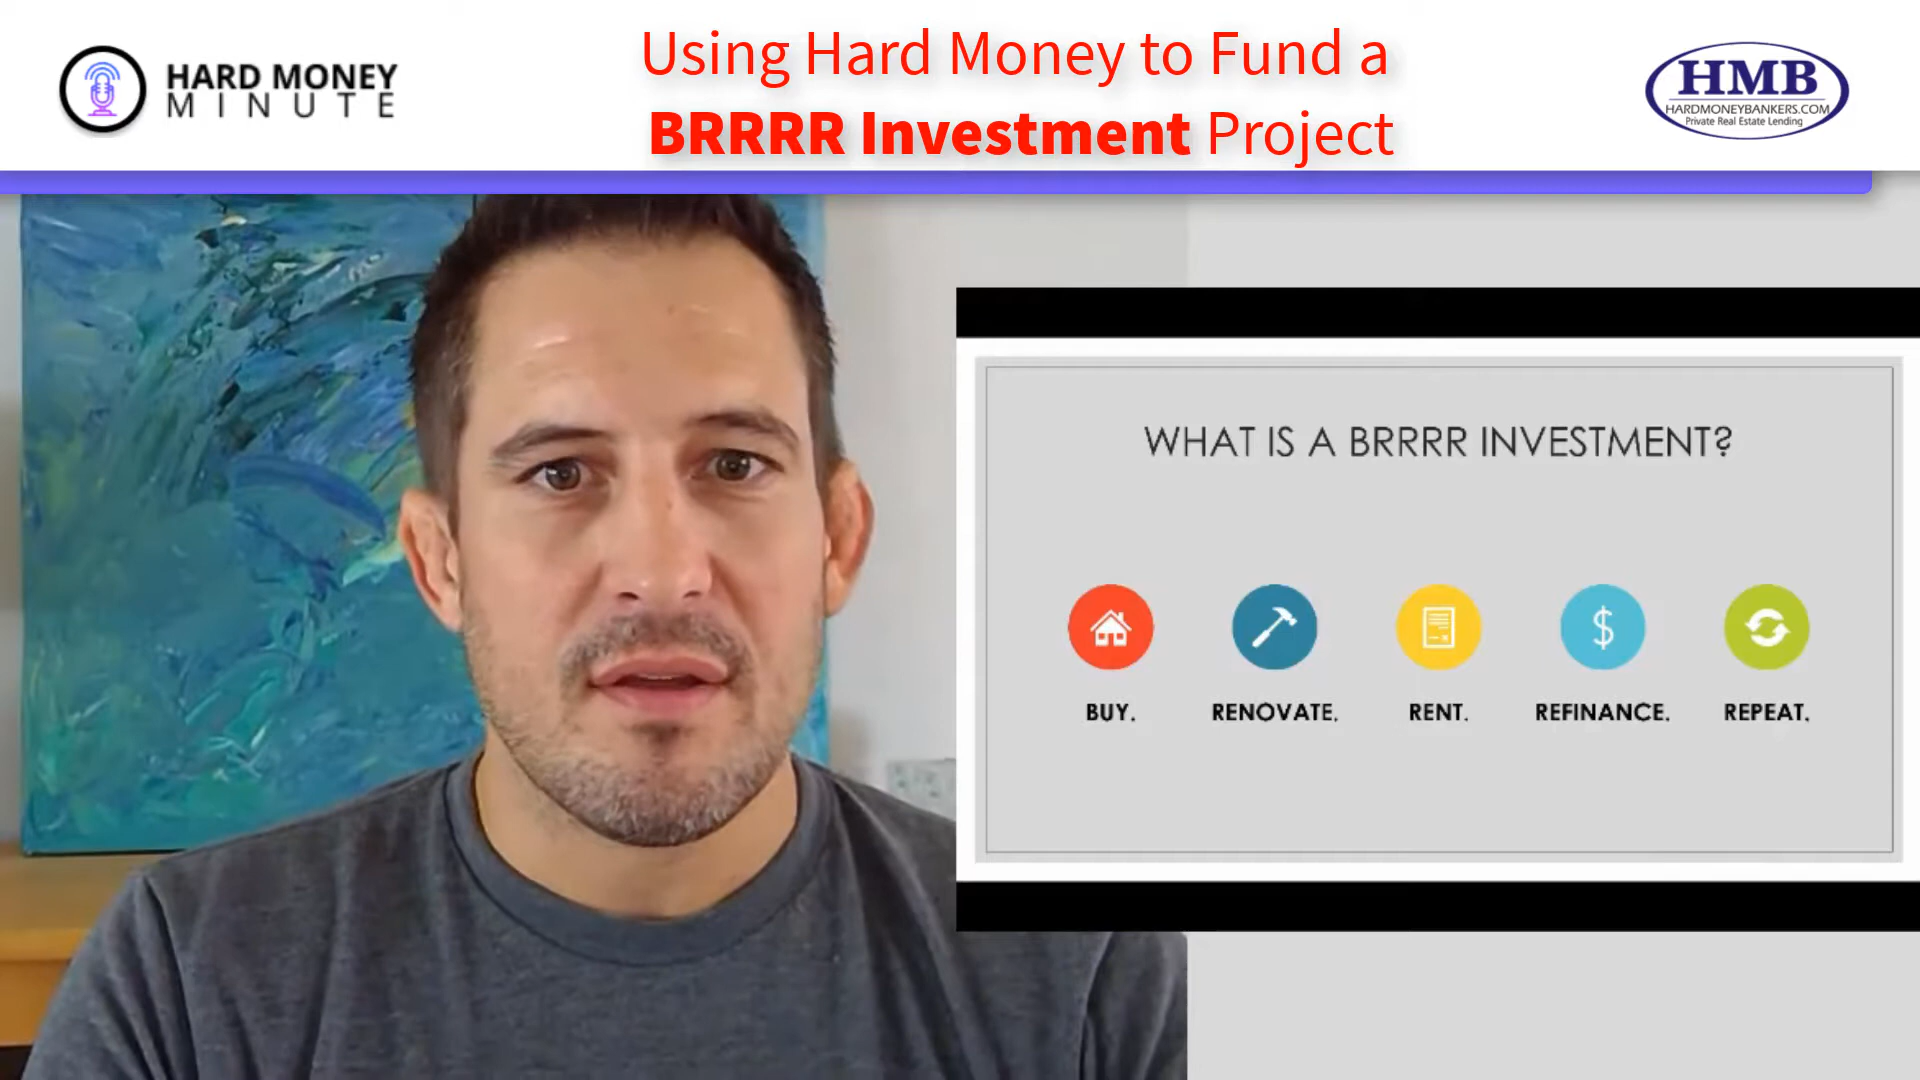 HARD MONEY
MINUTE
Using Hard Money to Fund a
BRRRR Investment Project
HMB
HARDMONEYBANKERS.COM
Private Real Estate Lending
WHAT IS A BRRRR INVESTMENT?
BUY. RENOVATE. RENT. REFINANCE. REPEAT.